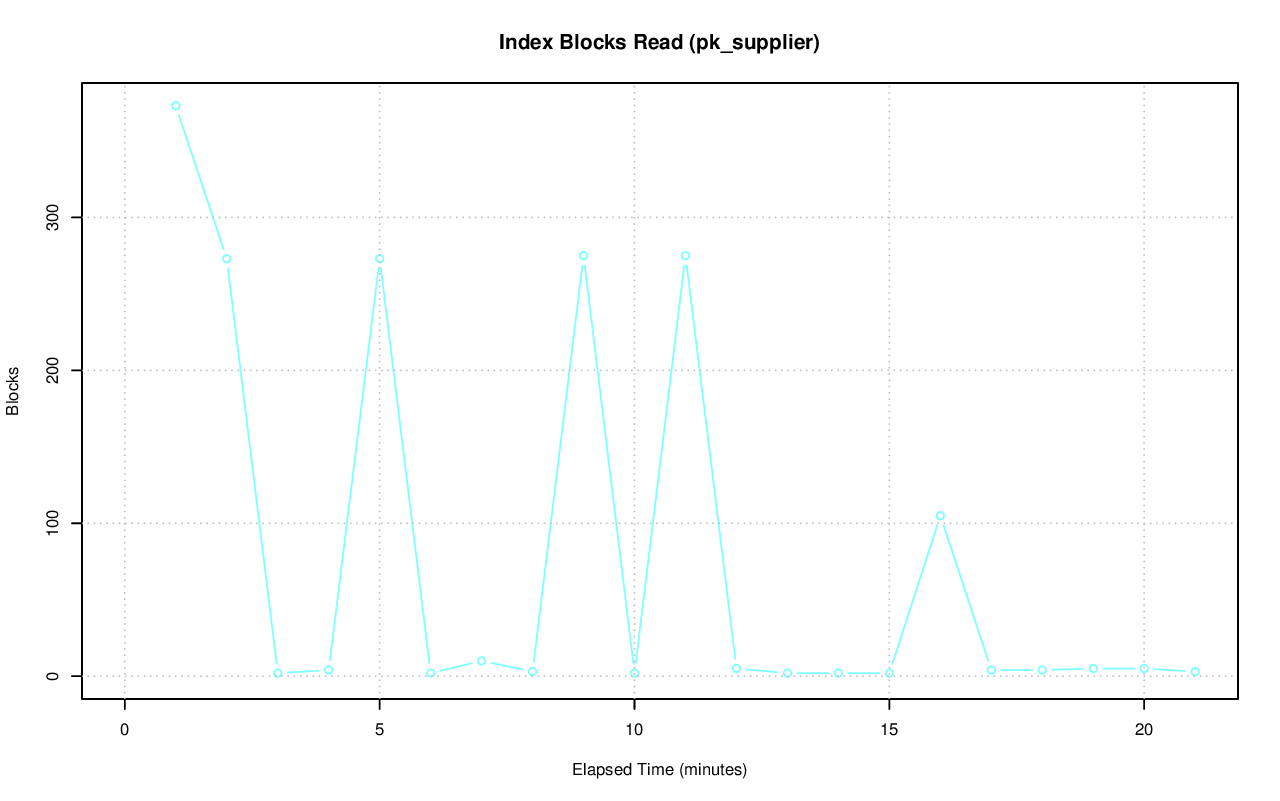 Index Blocks Read (pk_supplier)
300
200
100
0
Blocks
0 5 10 15 20
Elapsed Time (minutes)